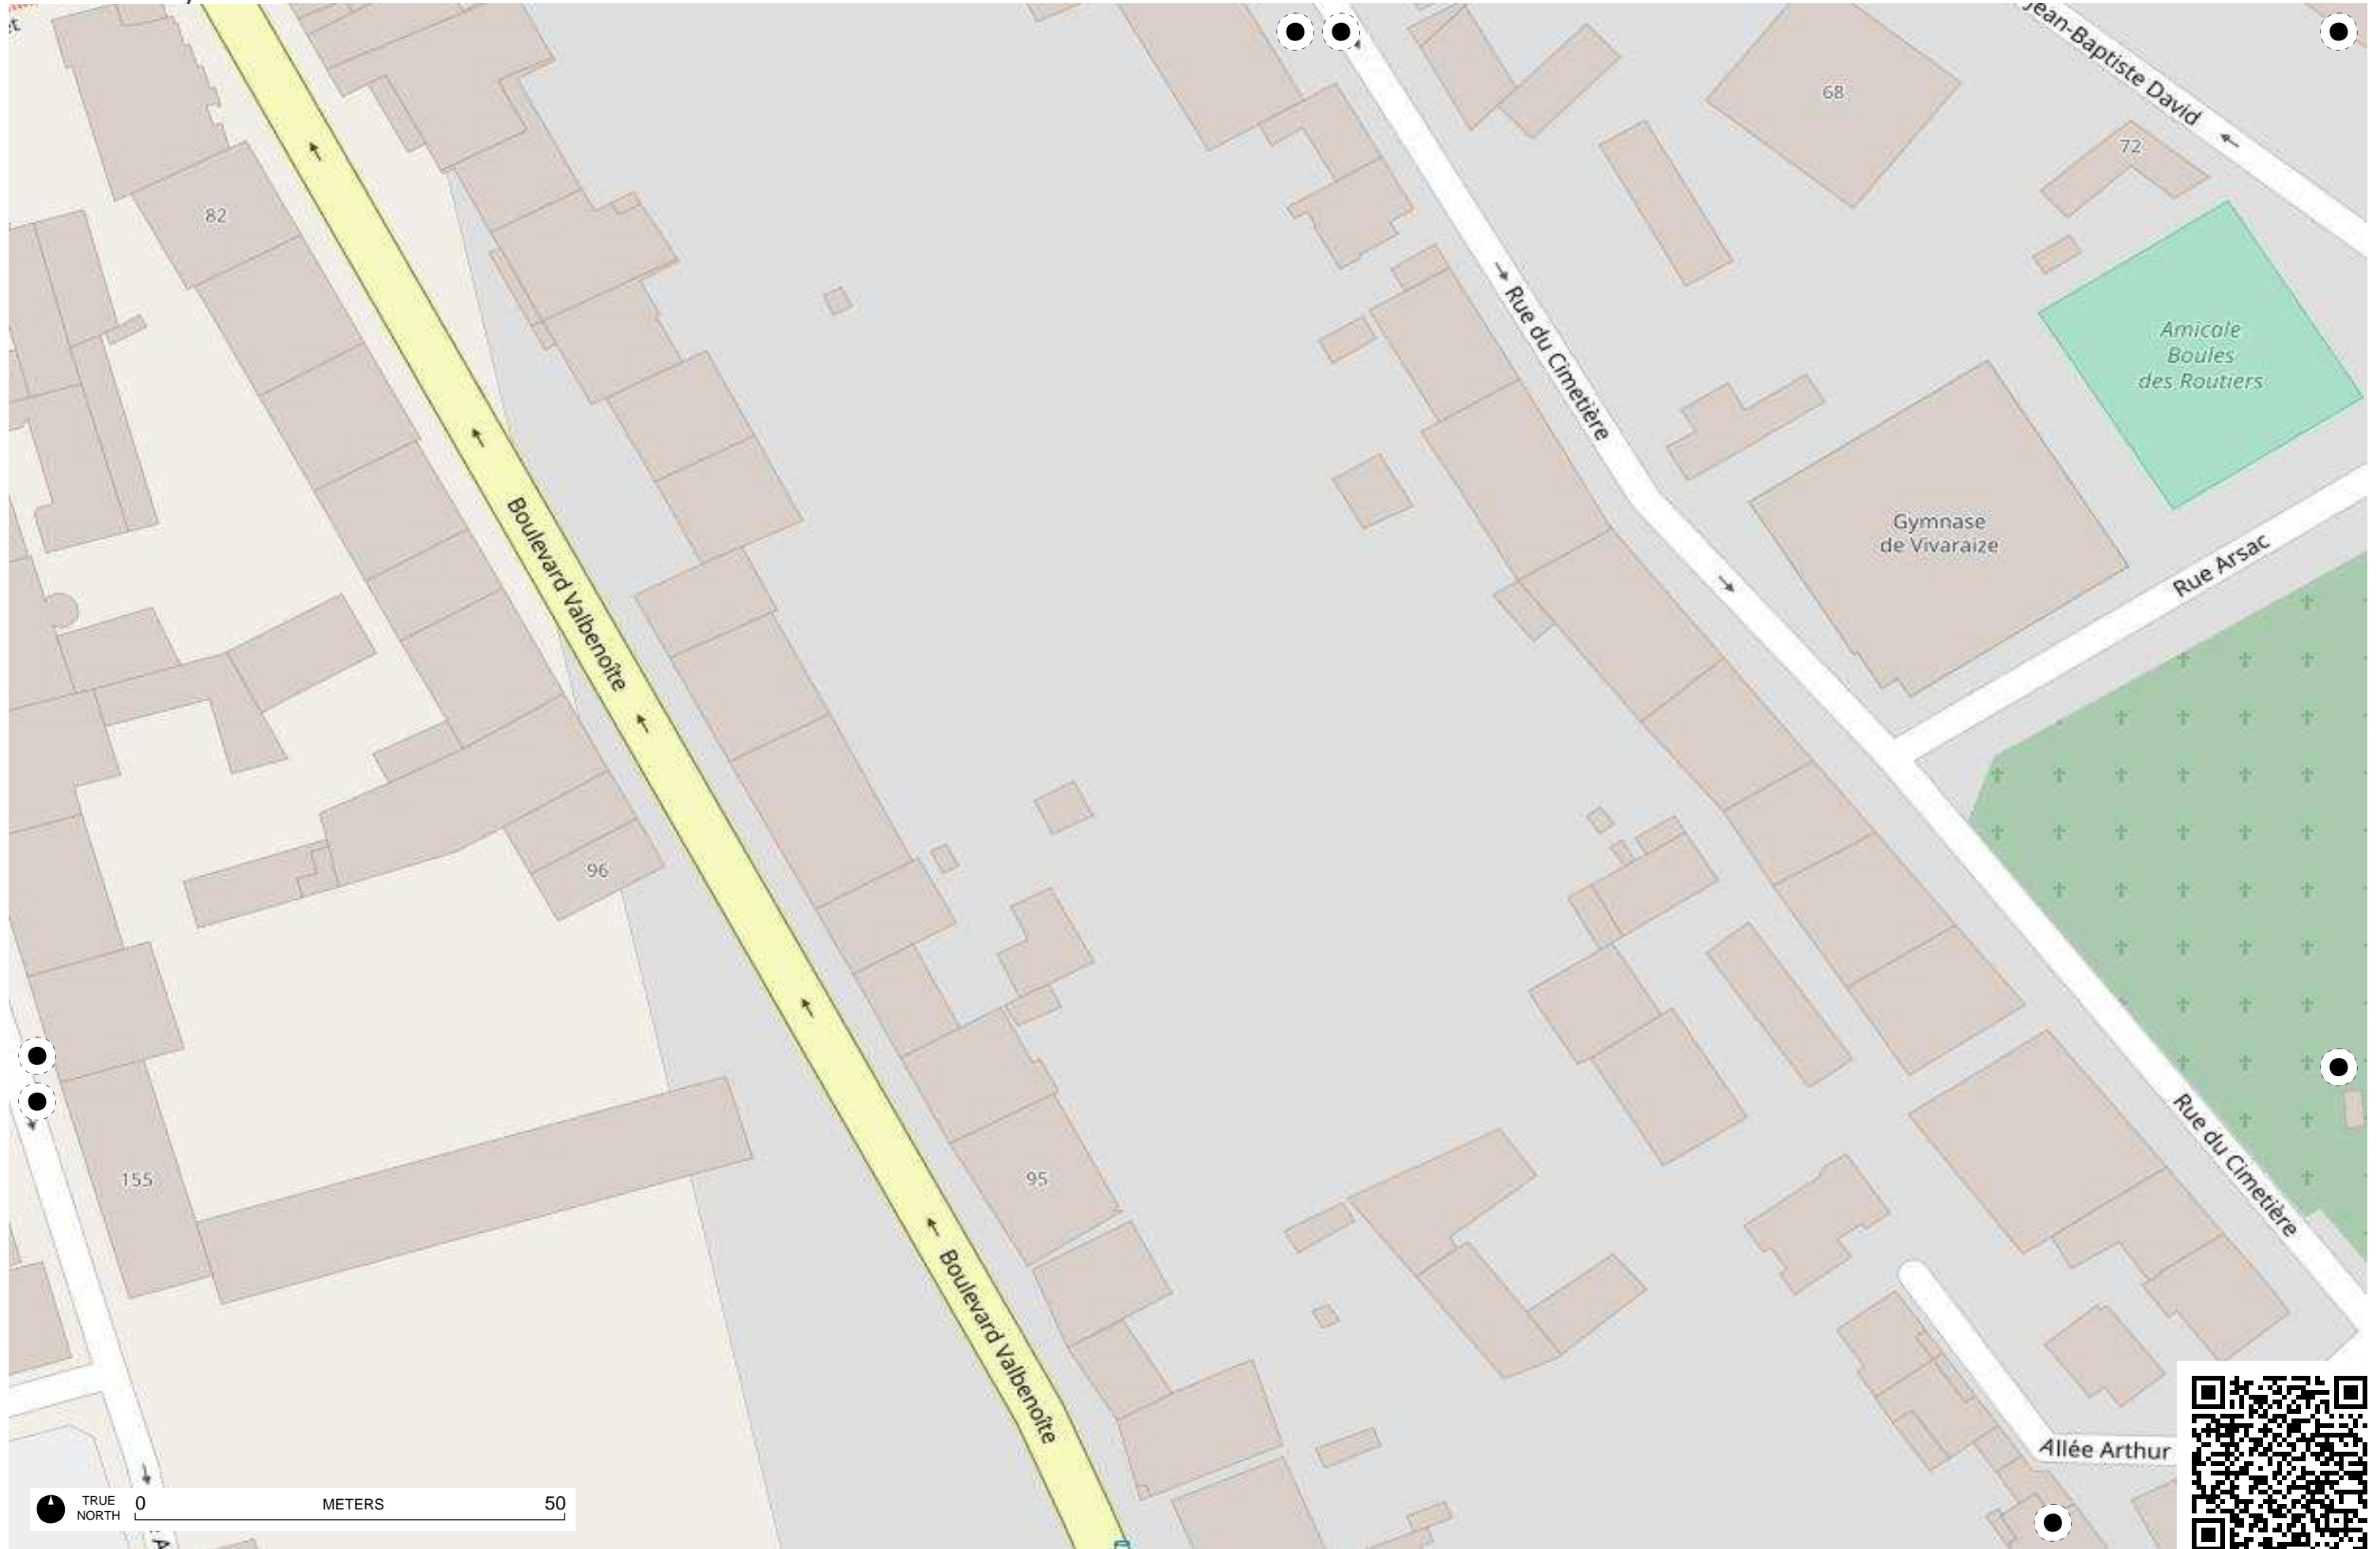 Jean-Baptiste David
68
72
82
Rue du Cimetière
Amicale
Boules
des Routiers
Gymnase
de Vivaraize
Rue Arsac
Boulevard Valbenoîte
96
155
95
Rue du Cimetière
Boulevard Valbenoîte
Allée Arthur
TRUE
NORTH
0 METERS 50